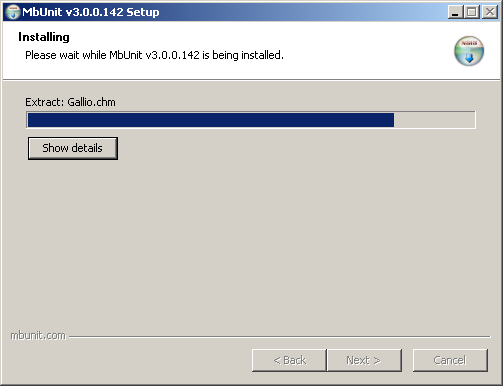 MbUnit v3.0.0.142 Setup
Installing
Please wait while MbUnit v3.0.0.142 is being installed.
Extract: Gallio.chm
Show details
mbunit.com
< Back
Next >
Cancel